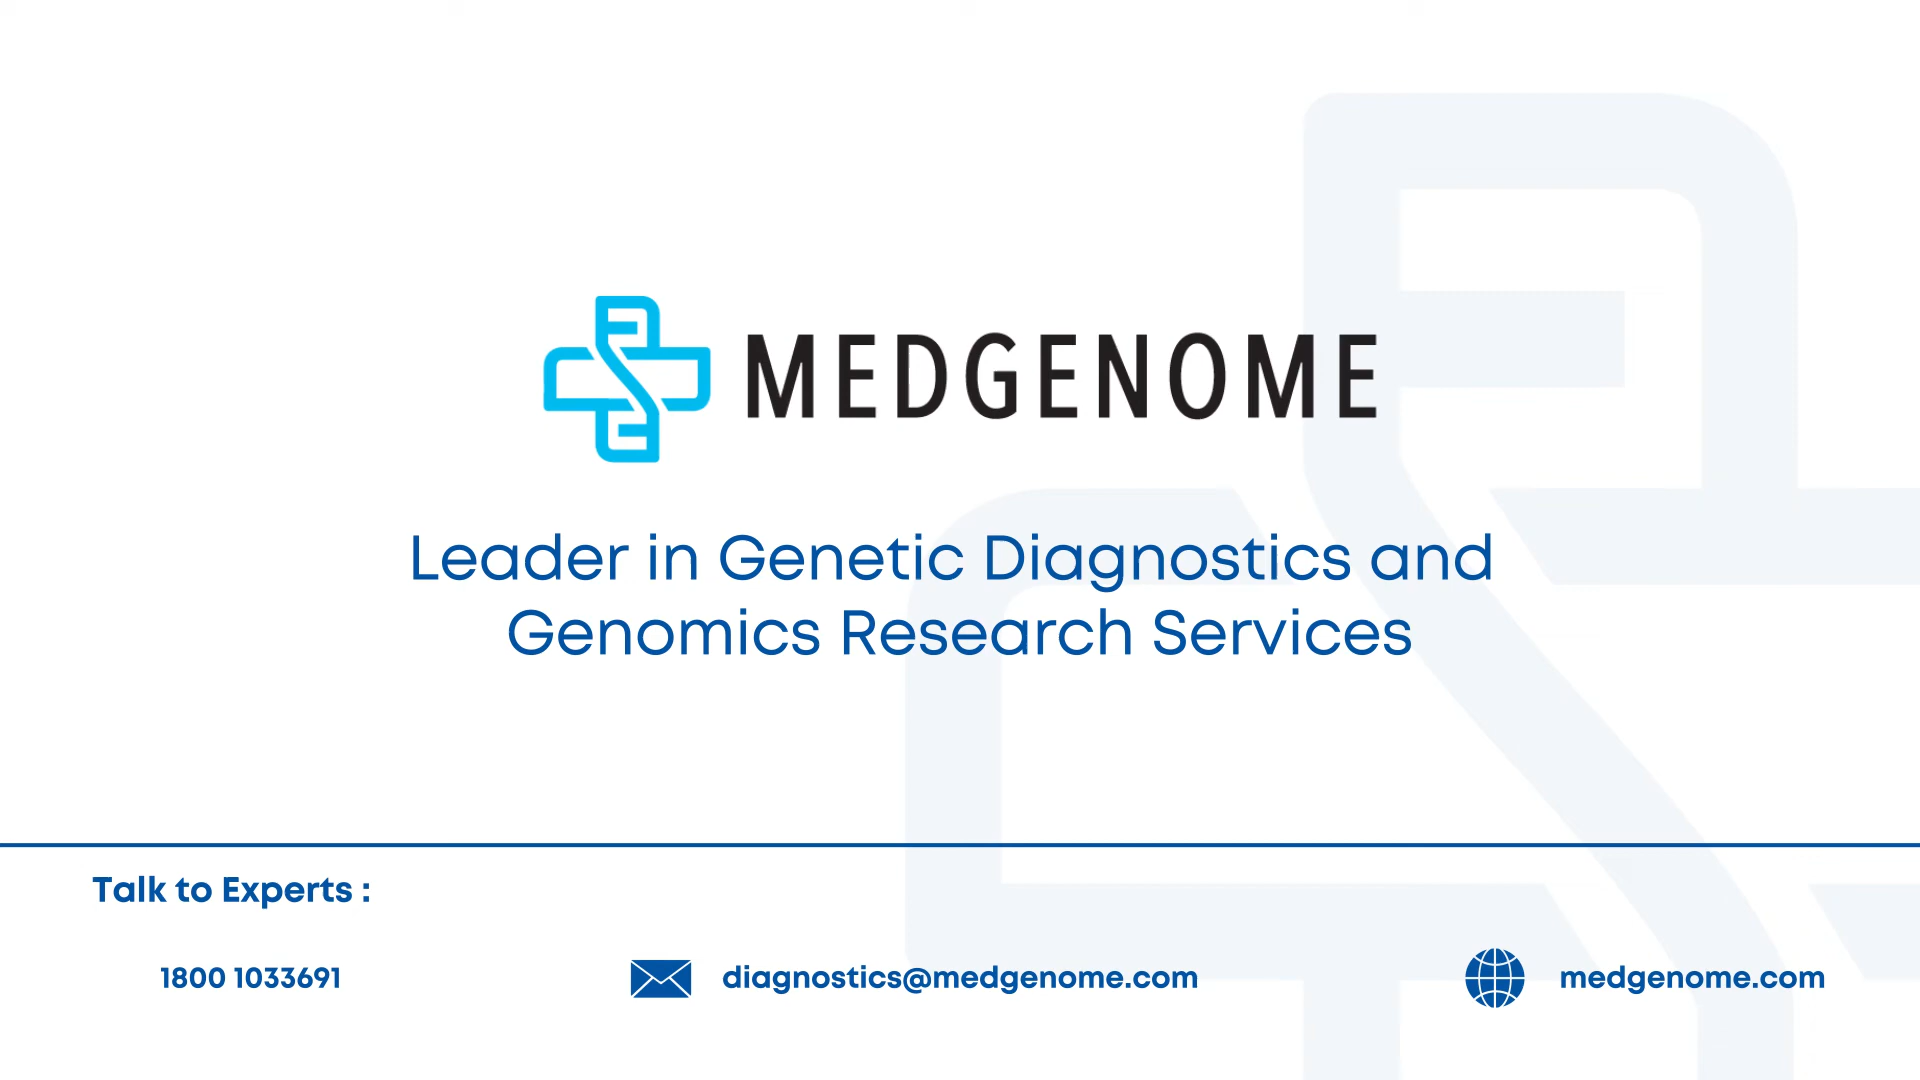 MEDGENOME
Leader in Genetic Diagnostics and
Genomics Research Services
Talk to Experts :
1800 1033691
diagnostics@medgenome.com
medgenome.com